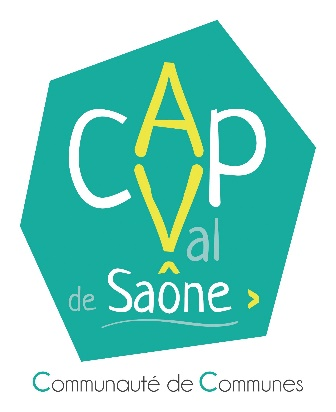 CAP
Val
de Saône >
Communauté de Communes